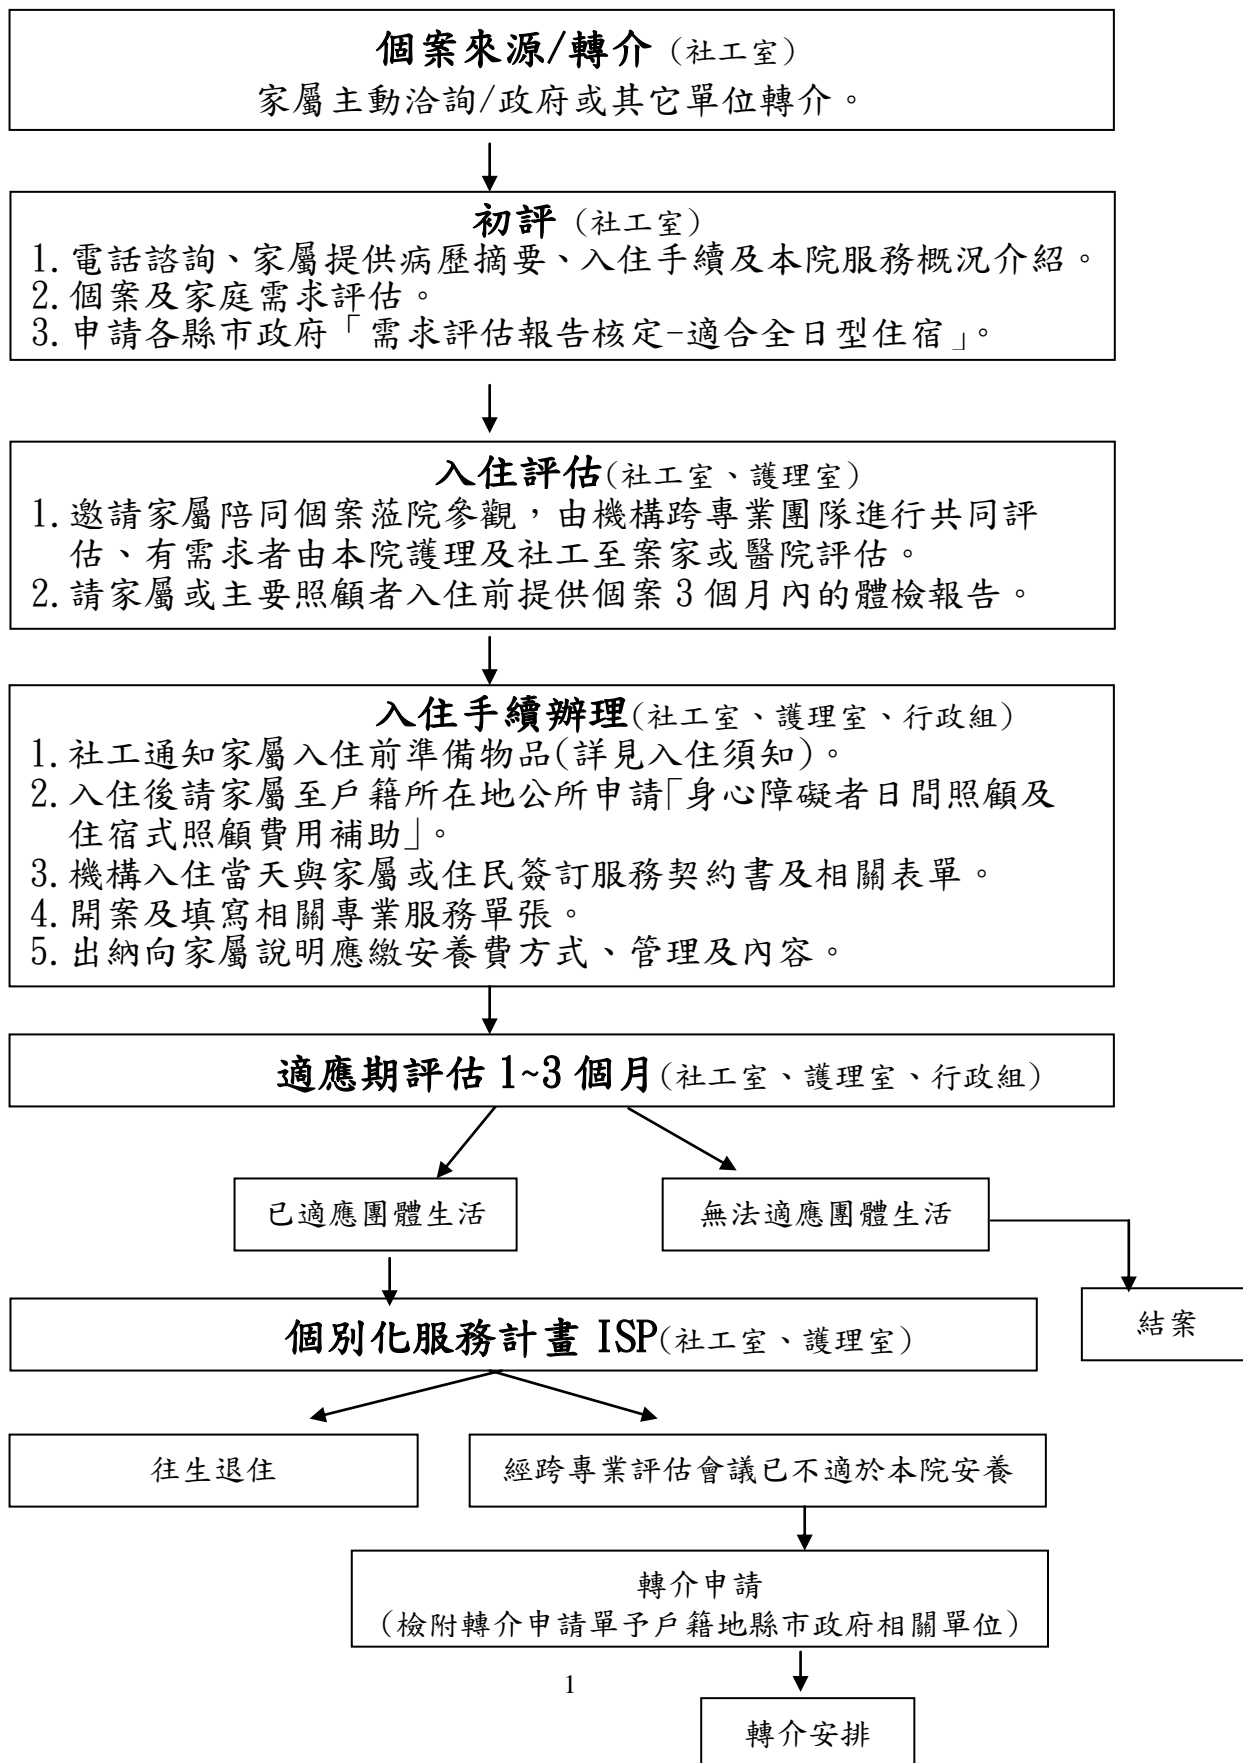 個案來源/轉介（社工室）
家屬主動洽詢/政府或其它單位轉介。
初評（社工室）
1.電話諮詢、家屬提供病歷摘要、入住手續及本院服務概況介紹。
2.個案及家庭需求評估。
3.申請各縣市政府「需求評估報告核定-適合全日型住宿」。
入住評估(社工室、護理室)
1.邀請家屬陪同個案蒞院參觀，由機構跨專業團隊進行共同評
估、有需求者由本院護理及社工至案家或醫院評估。
2.請家屬或主要照顧者入住前提供個案 3 個月內的體檢報告。
入住手續辦理(社工室、護理室、行政組)
1.社工通知家屬入住前準備物品(詳見入住須知)。
2.入住後請家屬至戶籍所在地公所申請「身心障礙者日間照顧及
住宿式照顧費用補助」。
3.機構入住當天與家屬或住民簽訂服務契約書及相關表單。
4.開案及填寫相關專業服務單張。
5.出納向家屬說明應繳安養費方式、管理及內容。
適應期評估 1~3 個月(社工室、護理室、行政組)
已適應團體生活
無法適應團體生活
個別化服務計畫 ISP(社工室、護理室)
結案
往生退住
經跨專業評估會議已不適於本院安養
轉介申請
（檢附轉介申請單予戶籍地縣市政府相關單位）
1
轉介安排